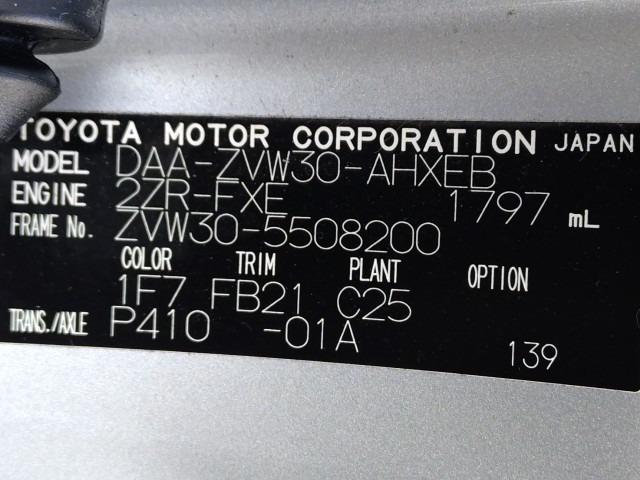 TOYOTA MOTOR CORPORATION JAPAN
MODEL DAA-ZVW30-AHXEB
ENGINE 2ZR-FXE 1797 mL
FRAME No. ZVW30-5508200
COLOR TRIM PLANT OPTION
1F7 FB21 C25
TRANS./AXLE P410 -01A
139